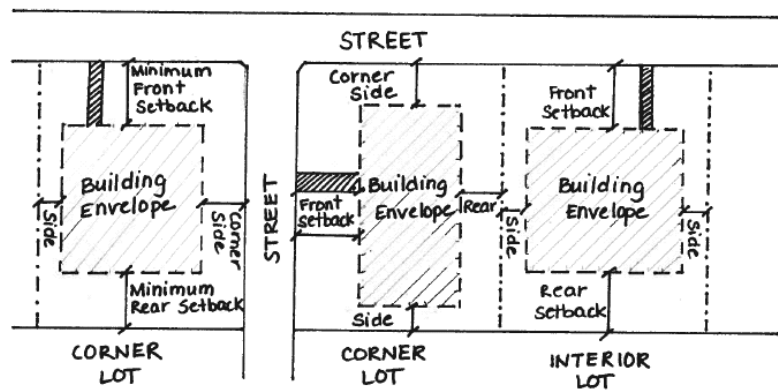 STREET
Minimum
Front
Setback
Building
Envelope
Side
Corner
Side
Minimum
Rear Setback
CORNER
LOT
STREET
Corner
Side
Front
Setback
Building
Envelope
Rear
Side
CORNER
LOT
Front
Setback
Side
Building
Envelope
Side
Rear
Setback
INTERIOR
LOT